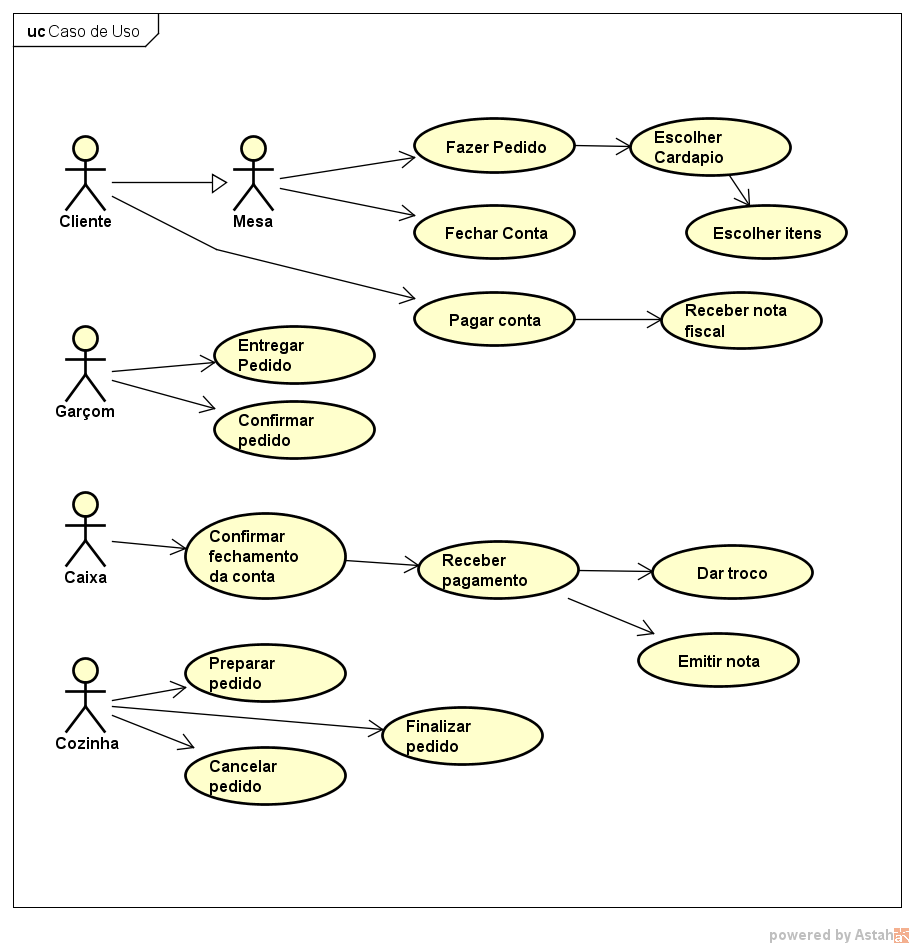 uc Caso de Uso
Fazer Pedido
Escolher
Cardapio
Cliente
Mesa
Fechar Conta
Escolher itens
Pagar conta
Receber nota
fiscal
Garçom
Entregar
Pedido
Confirmar
pedido
Caixa
Confirmar
fechamento
da conta
Receber
pagamento
Dar troco
Emitir nota
Cozinha
Preparar
pedido
Finalizar
pedido
Cancelar
pedido
powered by Astah